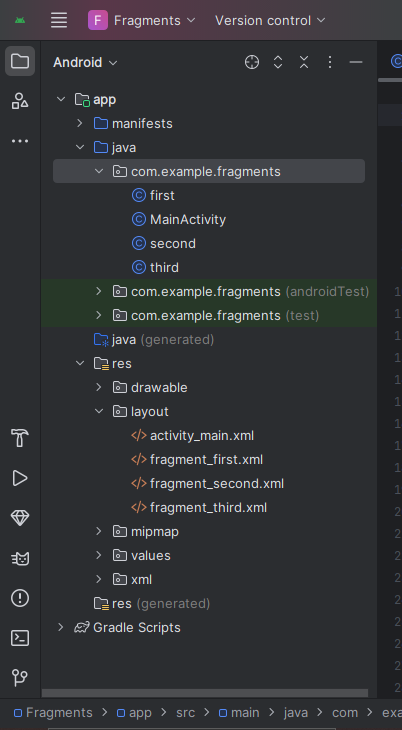 F Fragments Version control
Android
app
manifests
java
com.example.fragments
C first
C MainActivity
C second
C third
com.example.fragments (androidTest)
com.example.fragments (test)
java (generated)
res
drawable
layout
</> activity_main.xml
</> fragment_first.xml
</> fragment_second.xml
</> fragment_third.xml
mipmap
values
xml
res (generated)
Gradle Scripts
Fragments > app > src > main > java > com > exa